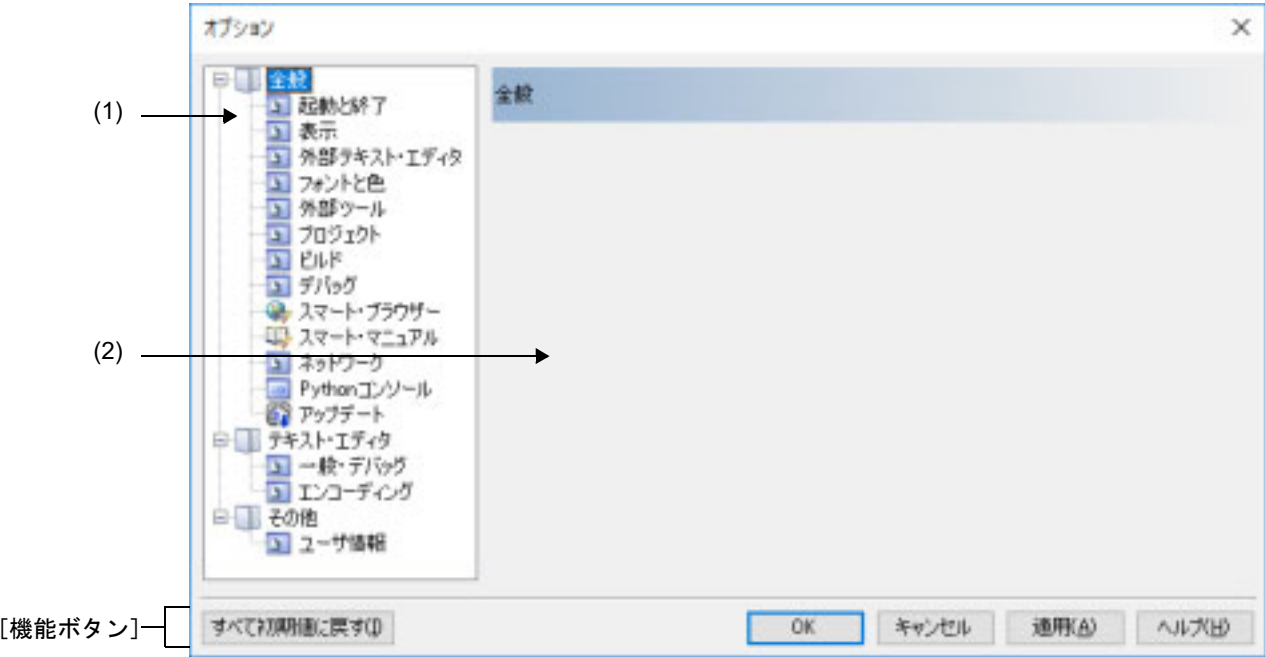 オプション
全般
(1)
起動と終了
表示
外部テキスト・エディタ
フォントと色
外部ツール
プロジェクト
ビルド
デバッグ
スマート・ブラウザー
スマート・マニュアル
(2)
ネットワーク
Pythonコンソール
アップデート
テキスト・エディタ
一般・デバッグ
エンコーディング
その他
ユーザ情報
全般
[機能ボタン]
すべて初期値に戻す(I)
OK
キャンセル
適用(A)
ヘルプ(H)